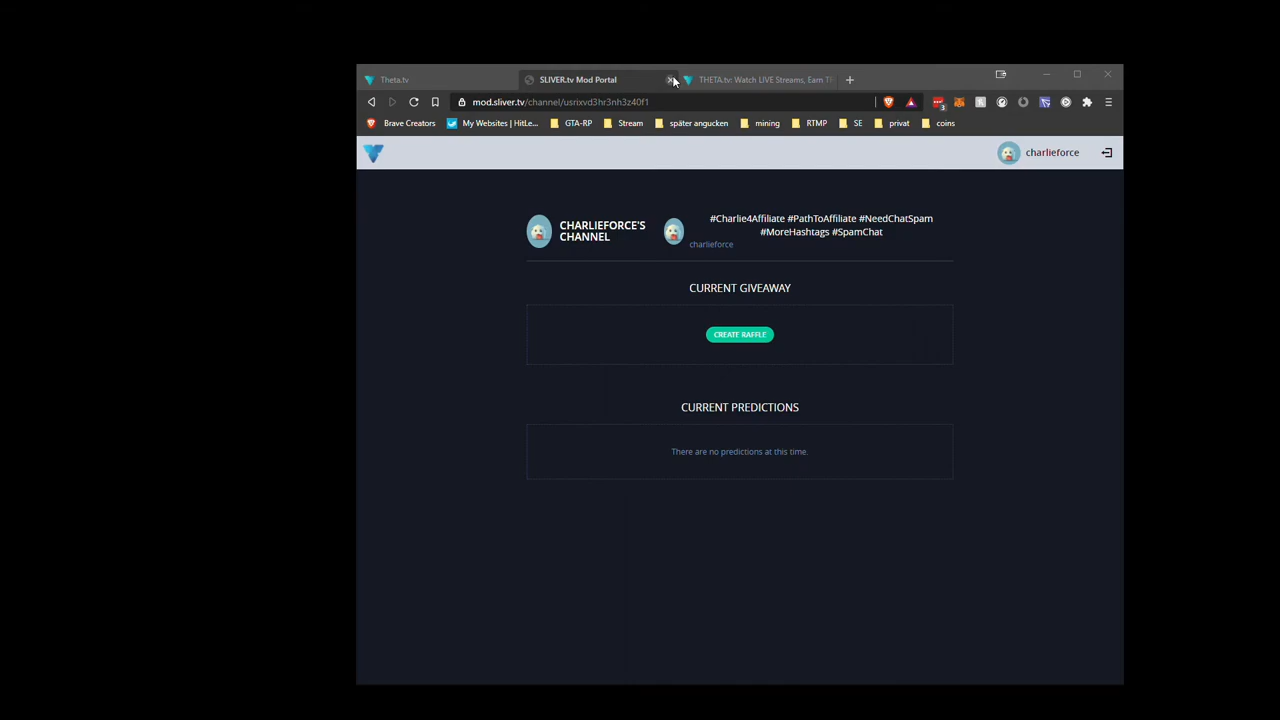 Theta.tv
SLIVER.tv Mod Portal
THETA.tv: Watch LIVE Streams, Earn T
mod.sliver.tv/channel/usrixvd3hr3nh3z40f1
3
Brave Creators
My Websites | HitLe...
GTA-RP
Stream
später angucken
mining
RTMP
SE
privat
coins
charlieforce
CHARLIEFORCE'S
CHANNEL
#Charlie4Affiliate #PathToAffiliate #NeedChatSpam
#MoreHashtags #SpamChat
charlieforce
CURRENT GIVEAWAY
CREATE RAFFLE
CURRENT PREDICTIONS
There are no predictions at this time.